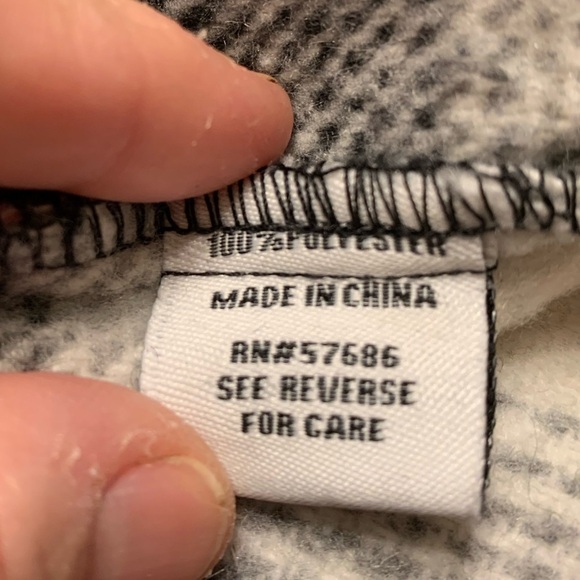 100% POLYESTER
MADE IN CHINA
RN#57686
SEE REVERSE
FOR CARE